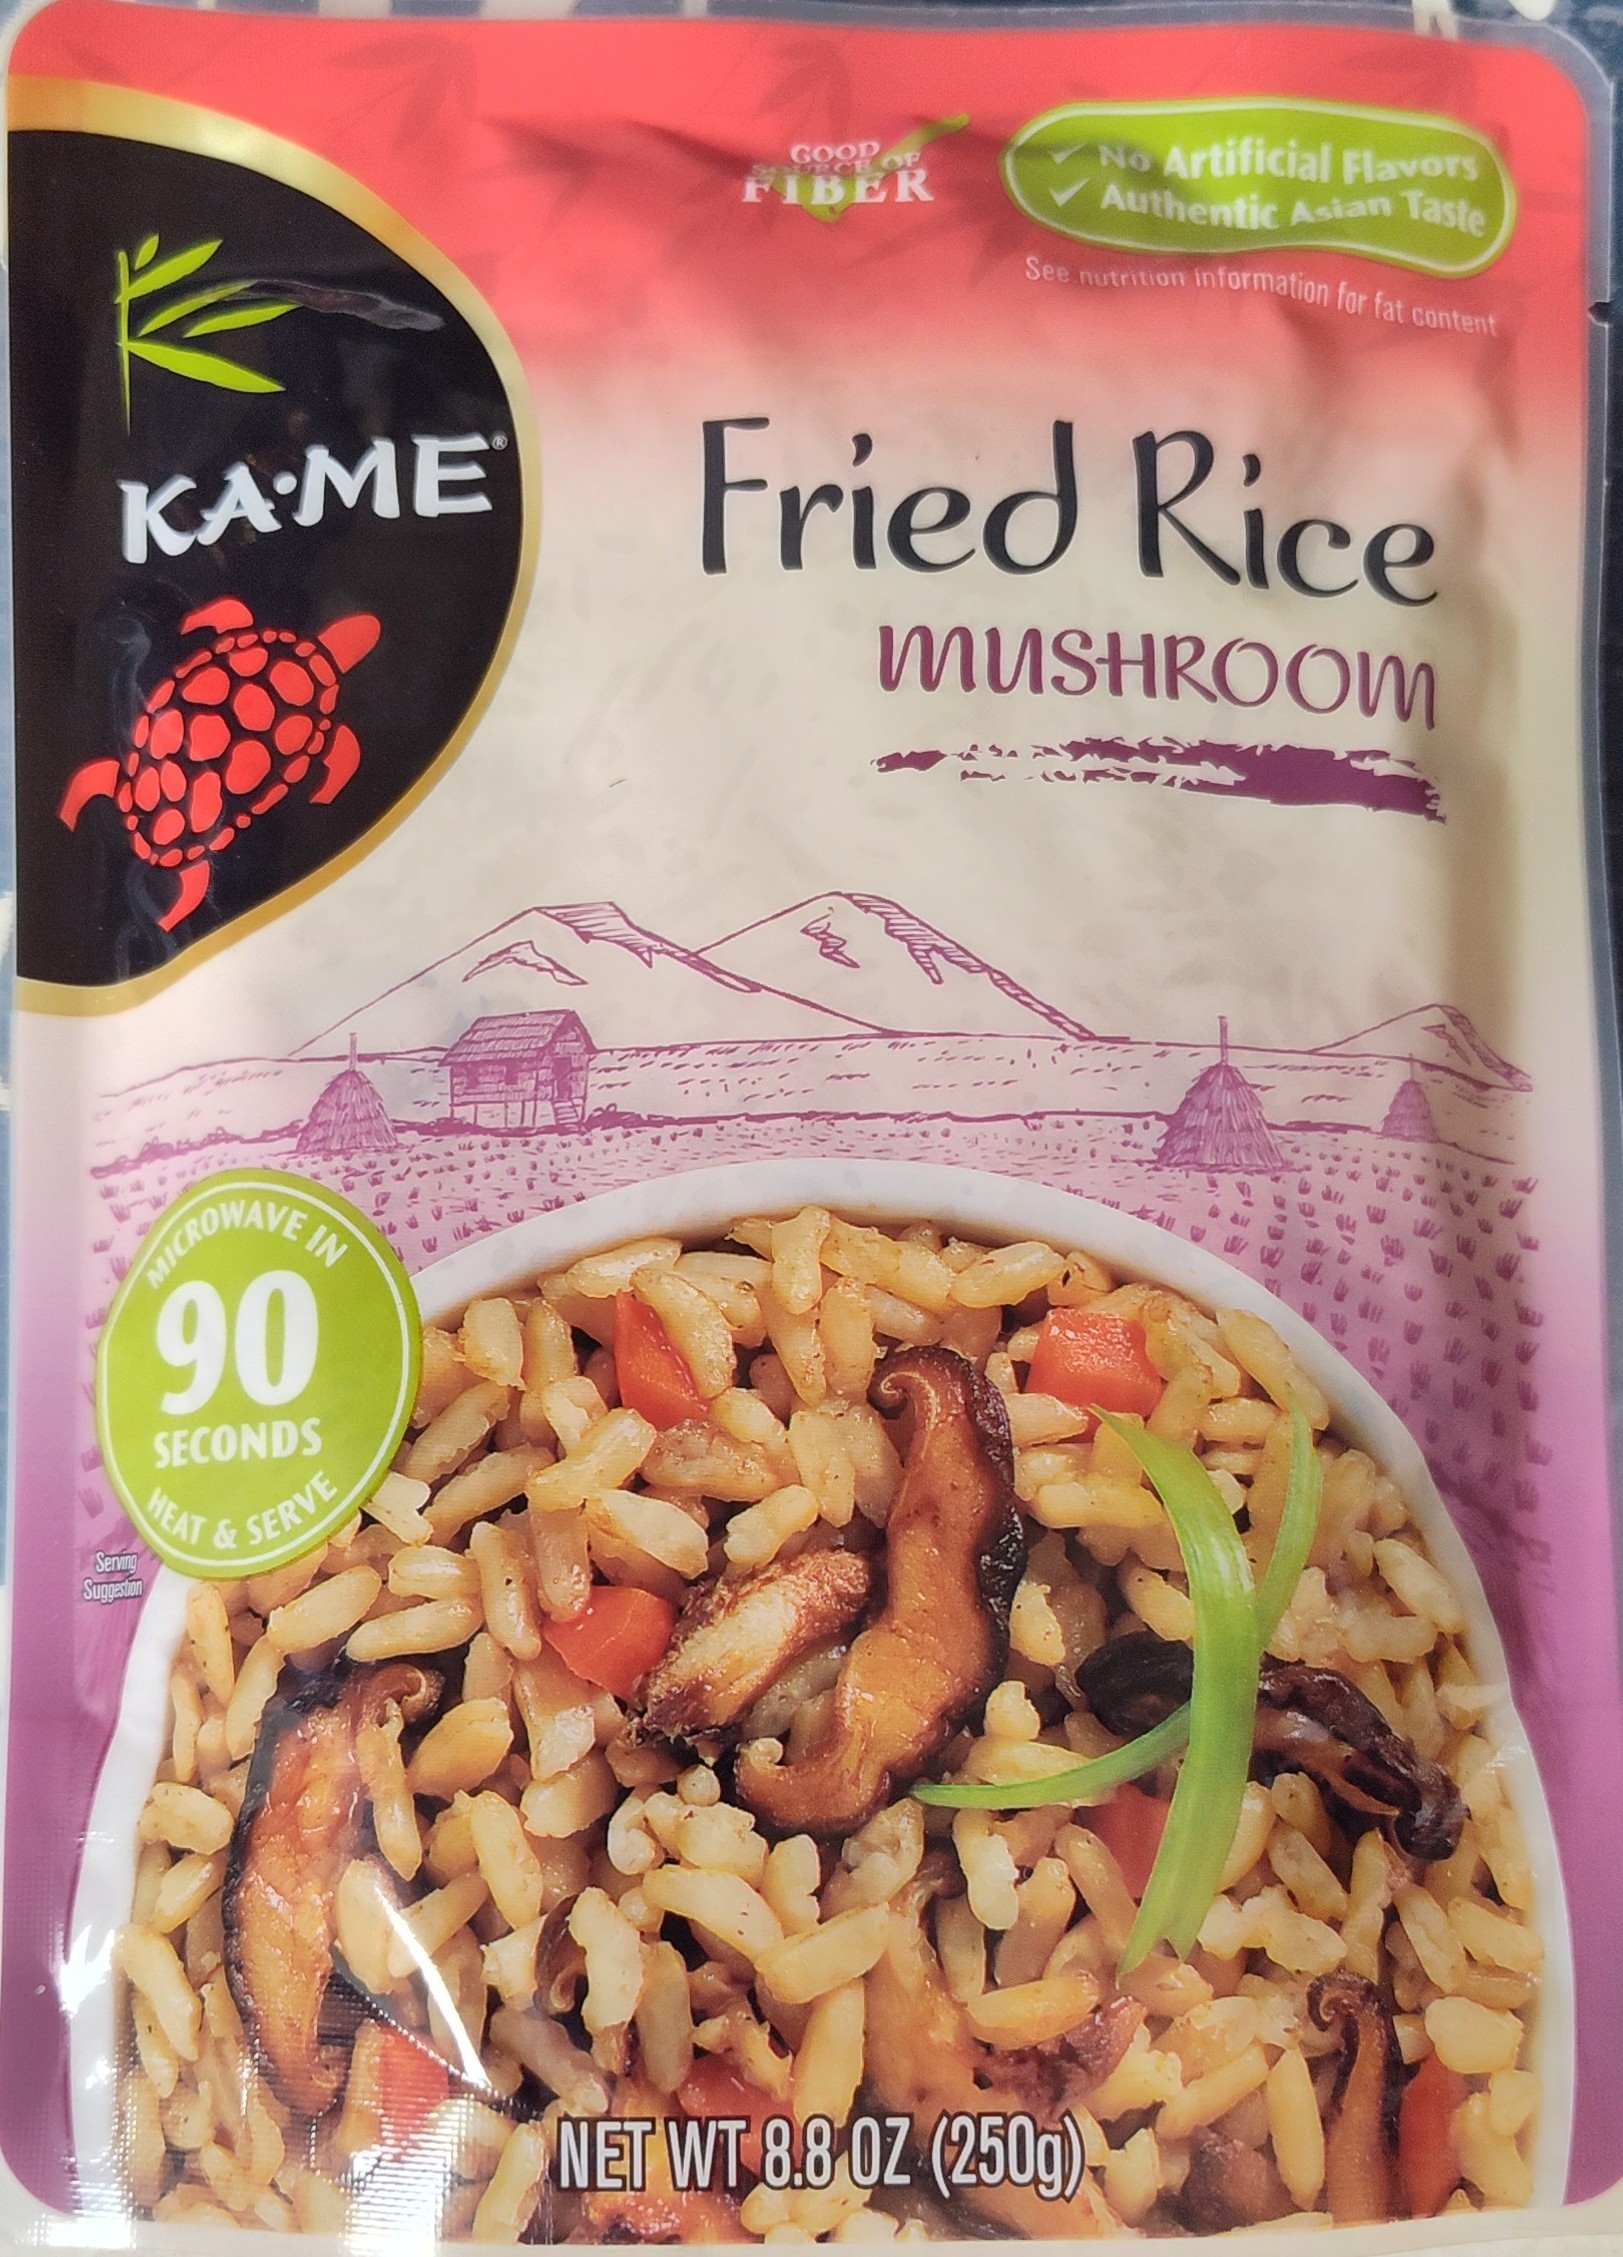 GOOD
SOURCE OF
FIBER
✓ No Artificial Flavors
✓ Authentic Asian Taste
See nutrition information for fat content
KA·ME®
Fried Rice
MUSHROOM
MICROWAVE IN
90
SECONDS
HEAT & SERVE
Serving
Suggestion
NET WT 8.8 OZ (250g)